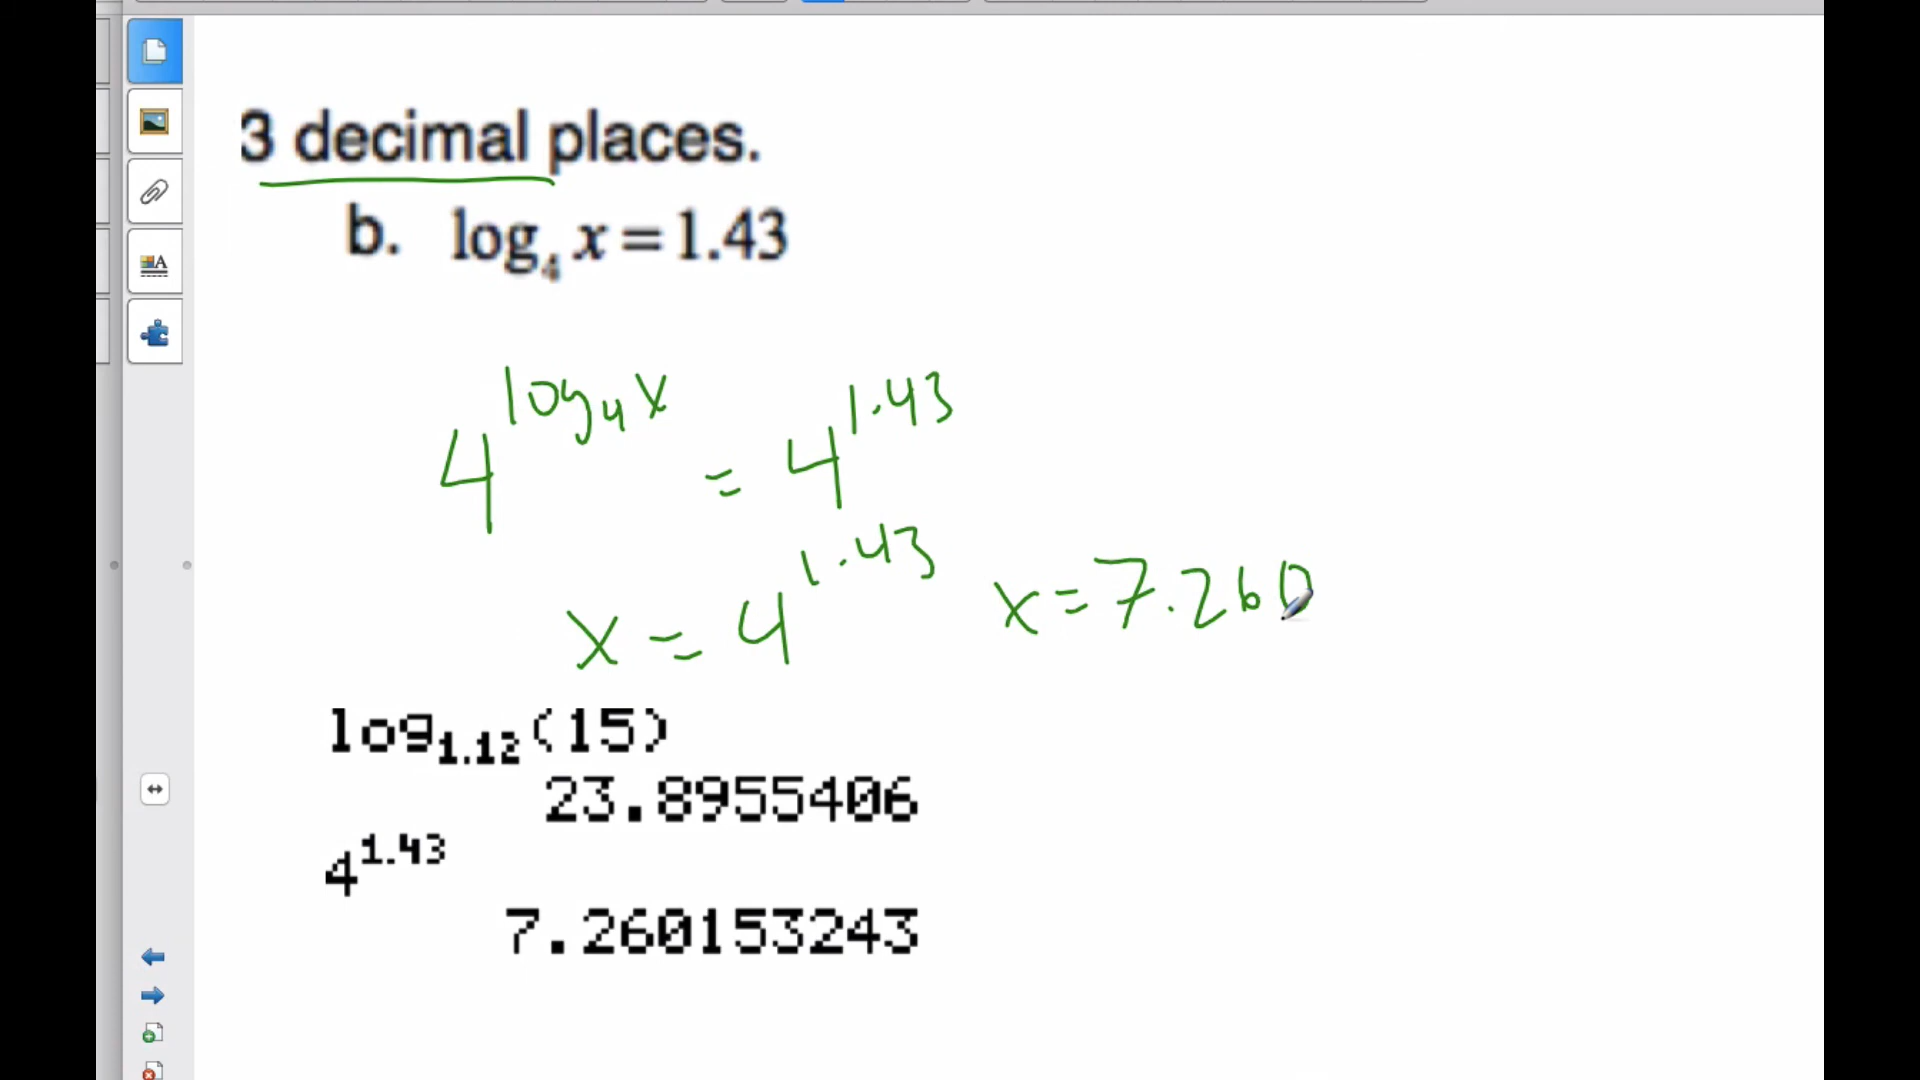 3 decimal places.
b. log₄ x = 1.43
4^(log₄x) = 4^(1.43)
x = 4^(1.43)
x = 7.260
log₁.₁₂(15)
23.8955406
4^1.43
7.260153243